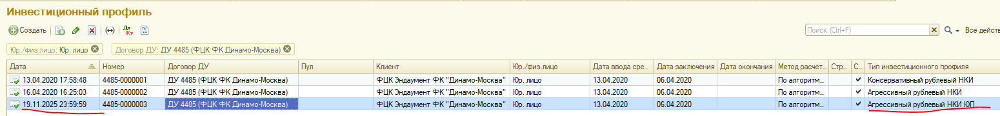 Инвестиционный профиль
Создать Дт Кт Поиск (Ctrl+F) Все дейст
Юр./физ.лицо: Юр. лицо Договор ДУ: ДУ 4485 (ФЦК ФК Динамо-Москва)
Дата Номер Договор ДУ Пул Клиент Юр./физ.лицо Дата ввода сре... Дата заключения Дата окончания Метод расчет... Стр... С... Тип инвестиционного профиля
13.04.2020 17:58:48 4485-0000001 ДУ 4485 (ФЦК ФК Динамо-Москва) ФЦК Эндаумент ФК "Динамо-Москва" Юр. лицо 13.04.2020 06.04.2020 По алгоритм... Консервативный рублевый НКИ
16.04.2020 16:25:03 4485-0000002 ДУ 4485 (ФЦК ФК Динамо-Москва) ФЦК Эндаумент ФК "Динамо-Москва" Юр. лицо 13.04.2020 06.04.2020 По алгоритм... Агрессивный рублевый НКИ
19.11.2025 23:59:59 4485-0000003 ДУ 4485 (ФЦК ФК Динамо-Москва) ФЦК Эндаумент ФК "Динамо-Москва" Юр. лицо 13.04.2020 06.04.2020 По алгоритм... Агрессивный рублевый НКИ ЮЛ